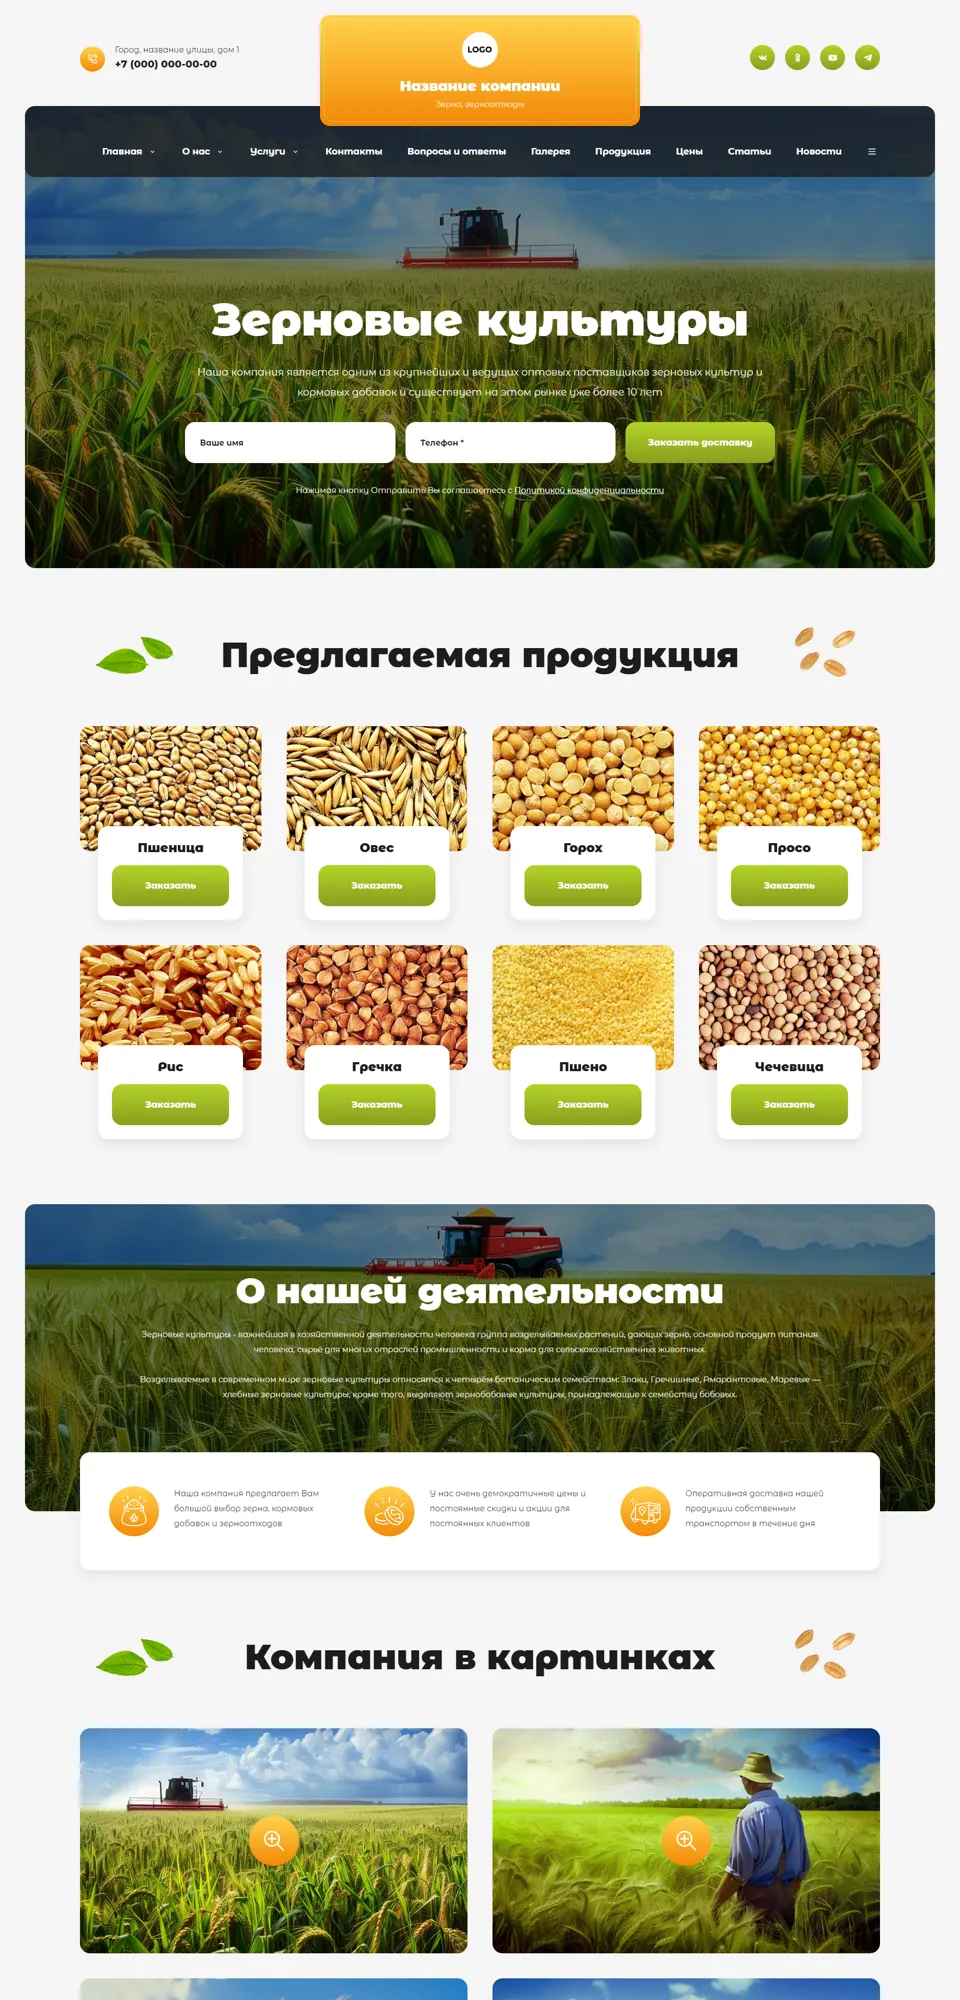 Город, название улицы, дом 1
+7 (000) 000-00-00
LOGO
Название компании
Зерно, зерноотходы
Главная
О нас
Услуги
Контакты
Вопросы и ответы
Галерея
Продукция
Цены
Статьи
Новости
Зерновые культуры
Наша компания является одним из крупнейших и ведущих оптовых поставщиков зерновых культур и
кормовых добавок и существует на этом рынке уже более 10 лет
Ваше имя
Телефон *
Заказать доставку
Нажимая кнопку Отправить Вы соглашаетесь с Политикой конфиденциальности
Предлагаемая продукция
Пшеница
Заказать
Овес
Заказать
Горох
Заказать
Просо
Заказать
Рис
Заказать
Гречка
Заказать
Пшено
Заказать
Чечевица
Заказать
О нашей деятельности
Зерновые культуры - важнейшая в хозяйственной деятельности человека группа возделываемых растений, дающих зерно, основной продукт питания
человека, сырьё для многих отраслей промышленности и корма для сельскохозяйственных животных.
Возделываемые в современном мире зерновые культуры относятся к четырём ботаническим семействам: Злаки, Гречишные, Амарантовые, Маревые —
хлебные зерновые культуры; кроме того, выделяют зернобобовые культуры, принадлежащие к семейству бобовых.
Наша компания предлагает Вам
большой выбор зерна, кормовых
добавок и зерноотходов
У нас очень демократичные цены и
постоянные скидки и акции для
постоянных клиентов
Оперативная доставка нашей
продукции собственным
транспортом в течение дня
Компания в картинках